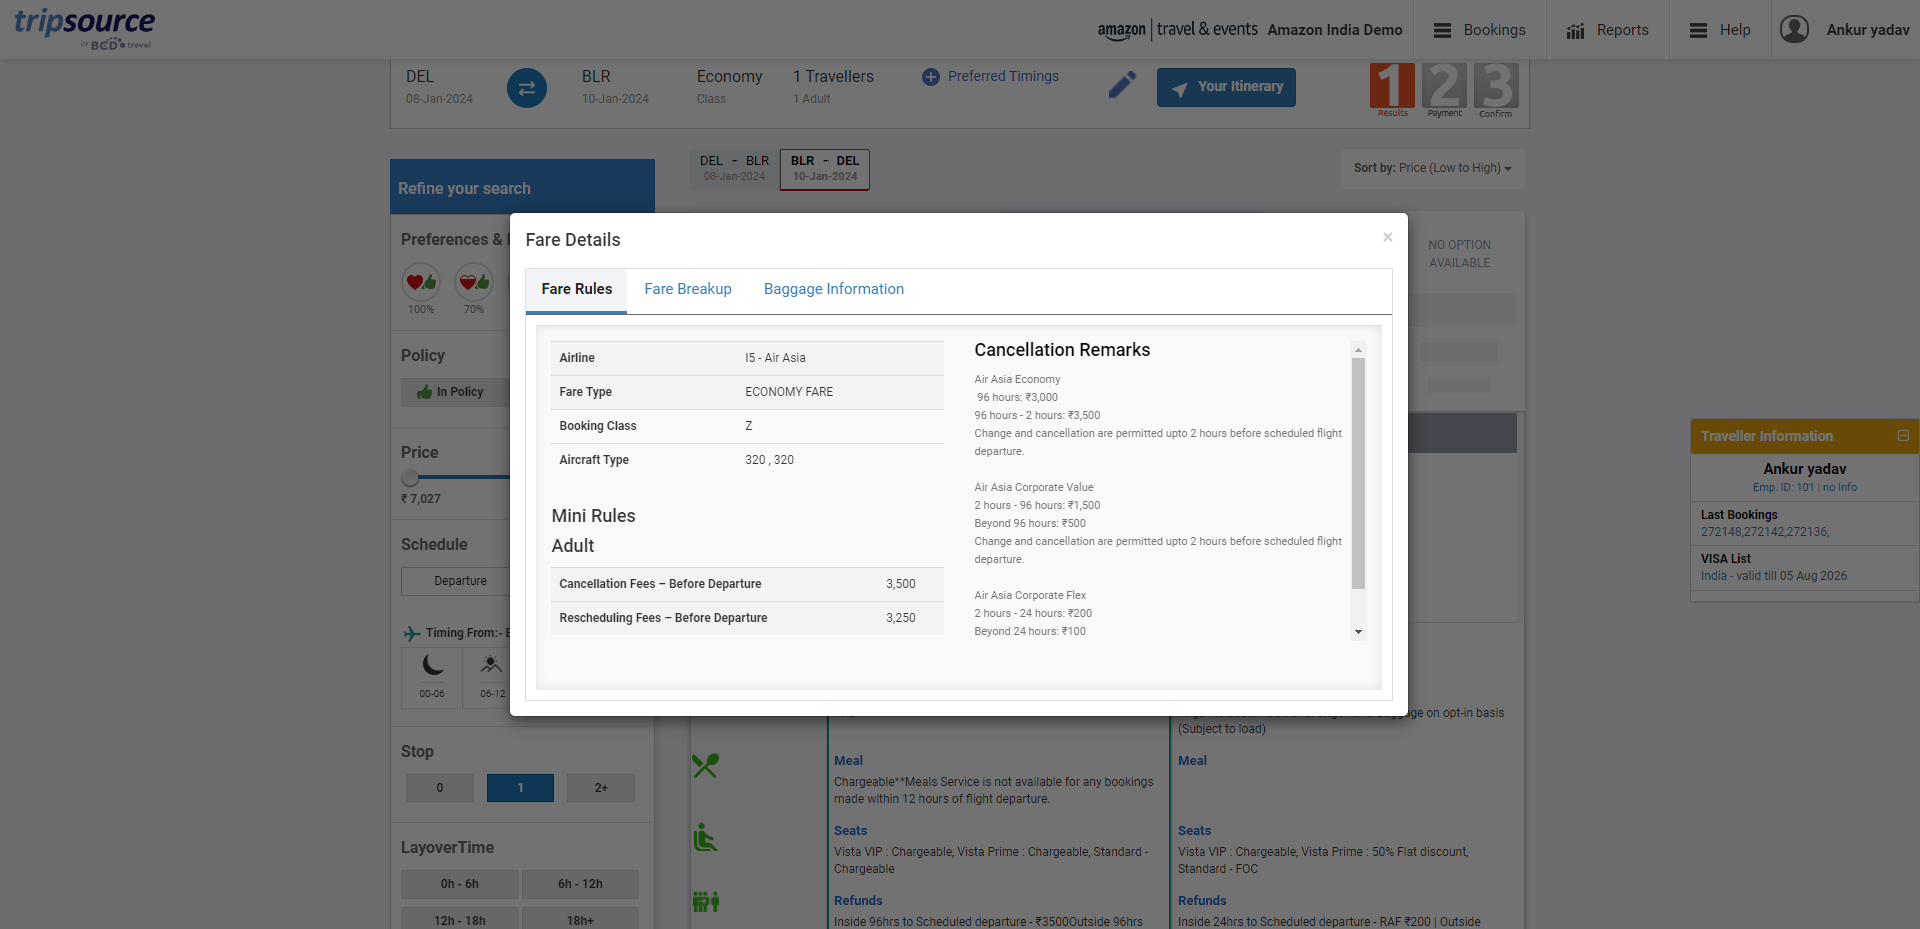 tripsource
by BCD travel
amazon | travel & events Amazon India Demo
Bookings
Reports
Help
Ankur yadav
DEL
08-Jan-2024
BLR
10-Jan-2024
Economy
Class
1 Travellers
1 Adult
Preferred Timings
Your Itinerary
1 Results
2 Payment
3 Confirm
DEL - BLR
08-Jan-2024
BLR - DEL
10-Jan-2024
Sort by: Price (Low to High)
Refine your search
Preferences &
100%
70%
Policy
In Policy
Price
₹ 7,027
Schedule
Departure
Timing From:-
00-06
06-12
Stop
0
1
2+
LayoverTime
0h - 6h
6h - 12h
12h - 18h
18h+
Fare Details
×
Fare Rules
Fare Breakup
Baggage Information
Airline I5 - Air Asia
Fare Type ECONOMY FARE
Booking Class Z
Aircraft Type 320 , 320
Mini Rules
Adult
Cancellation Fees – Before Departure 3,500
Rescheduling Fees – Before Departure 3,250
Cancellation Remarks
Air Asia Economy
96 hours: ₹3,000
96 hours - 2 hours: ₹3,500
Change and cancellation are permitted upto 2 hours before scheduled flight
departure.
Air Asia Corporate Value
2 hours - 96 hours: ₹1,500
Beyond 96 hours: ₹500
Change and cancellation are permitted upto 2 hours before scheduled flight
departure.
Air Asia Corporate Flex
2 hours - 24 hours: ₹200
Beyond 24 hours: ₹100
NO OPTION
AVAILABLE
Traveller Information
Ankur yadav
Emp. ID: 101 | no Info
Last Bookings
272148,272142,272136,
VISA List
India - valid till 05 Aug 2026
on opt-in basis
(Subject to load)
Meal
Chargeable**Meals Service is not available for any bookings
made within 12 hours of flight departure.
Meal
Seats
Vista VIP : Chargeable, Vista Prime : Chargeable, Standard -
Chargeable
Seats
Vista VIP : Chargeable, Vista Prime : 50% Flat discount,
Standard - FOC
Refunds
Inside 96hrs to Scheduled departure - ₹3500Outside 96hrs
Refunds
Inside 24hrs to Scheduled departure - RAF ₹200 | Outside